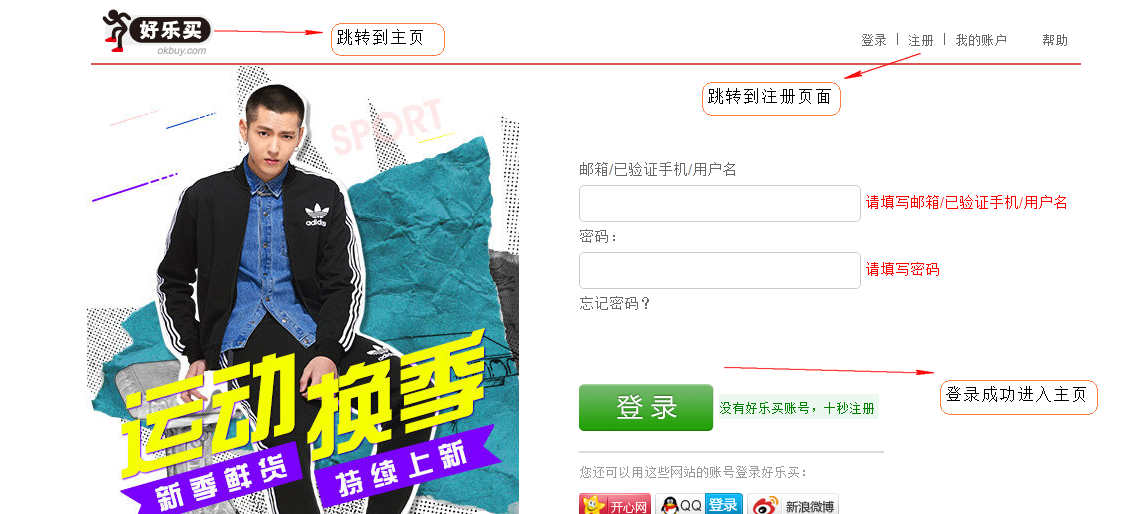 好乐买
okbuy.com
跳转到主页
登录 | 注册 | 我的账户 帮助
跳转到注册页面
SPORT
adidas
邮箱/已验证手机/用户名
请填写邮箱/已验证手机/用户名
密码：
请填写密码
忘记密码？
adidas
运动换季
登录成功进入主页
登录
没有好乐买账号，十秒注册
新季鲜货
持续上新
您还可以用这些网站的账号登录好乐买：
开心网
QQ登录
新浪微博